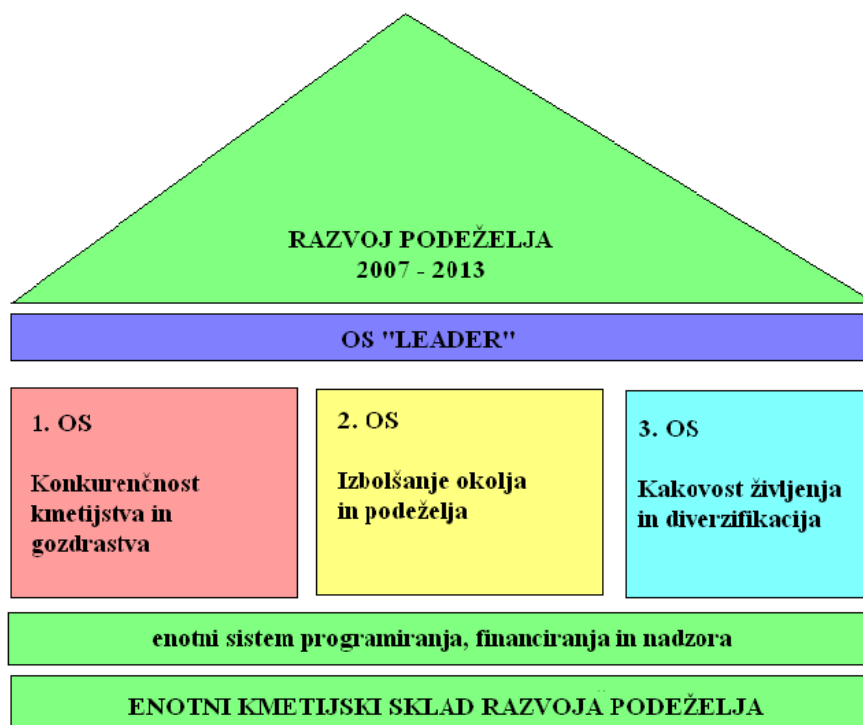 RAZVOJ PODEŽELJA
2007 - 2013
OS "LEADER"
1. OS
Konkurenčnost
kmetijstva in
gozdrastva
2. OS
Izbolšanje okolja
in podeželja
3. OS
Kakovost življenja
in diverzifikacija
enotni sistem programiranja, financiranja in nadzora
ENOTNI KMETIJSKI SKLAD RAZVOJA PODEŽELJA